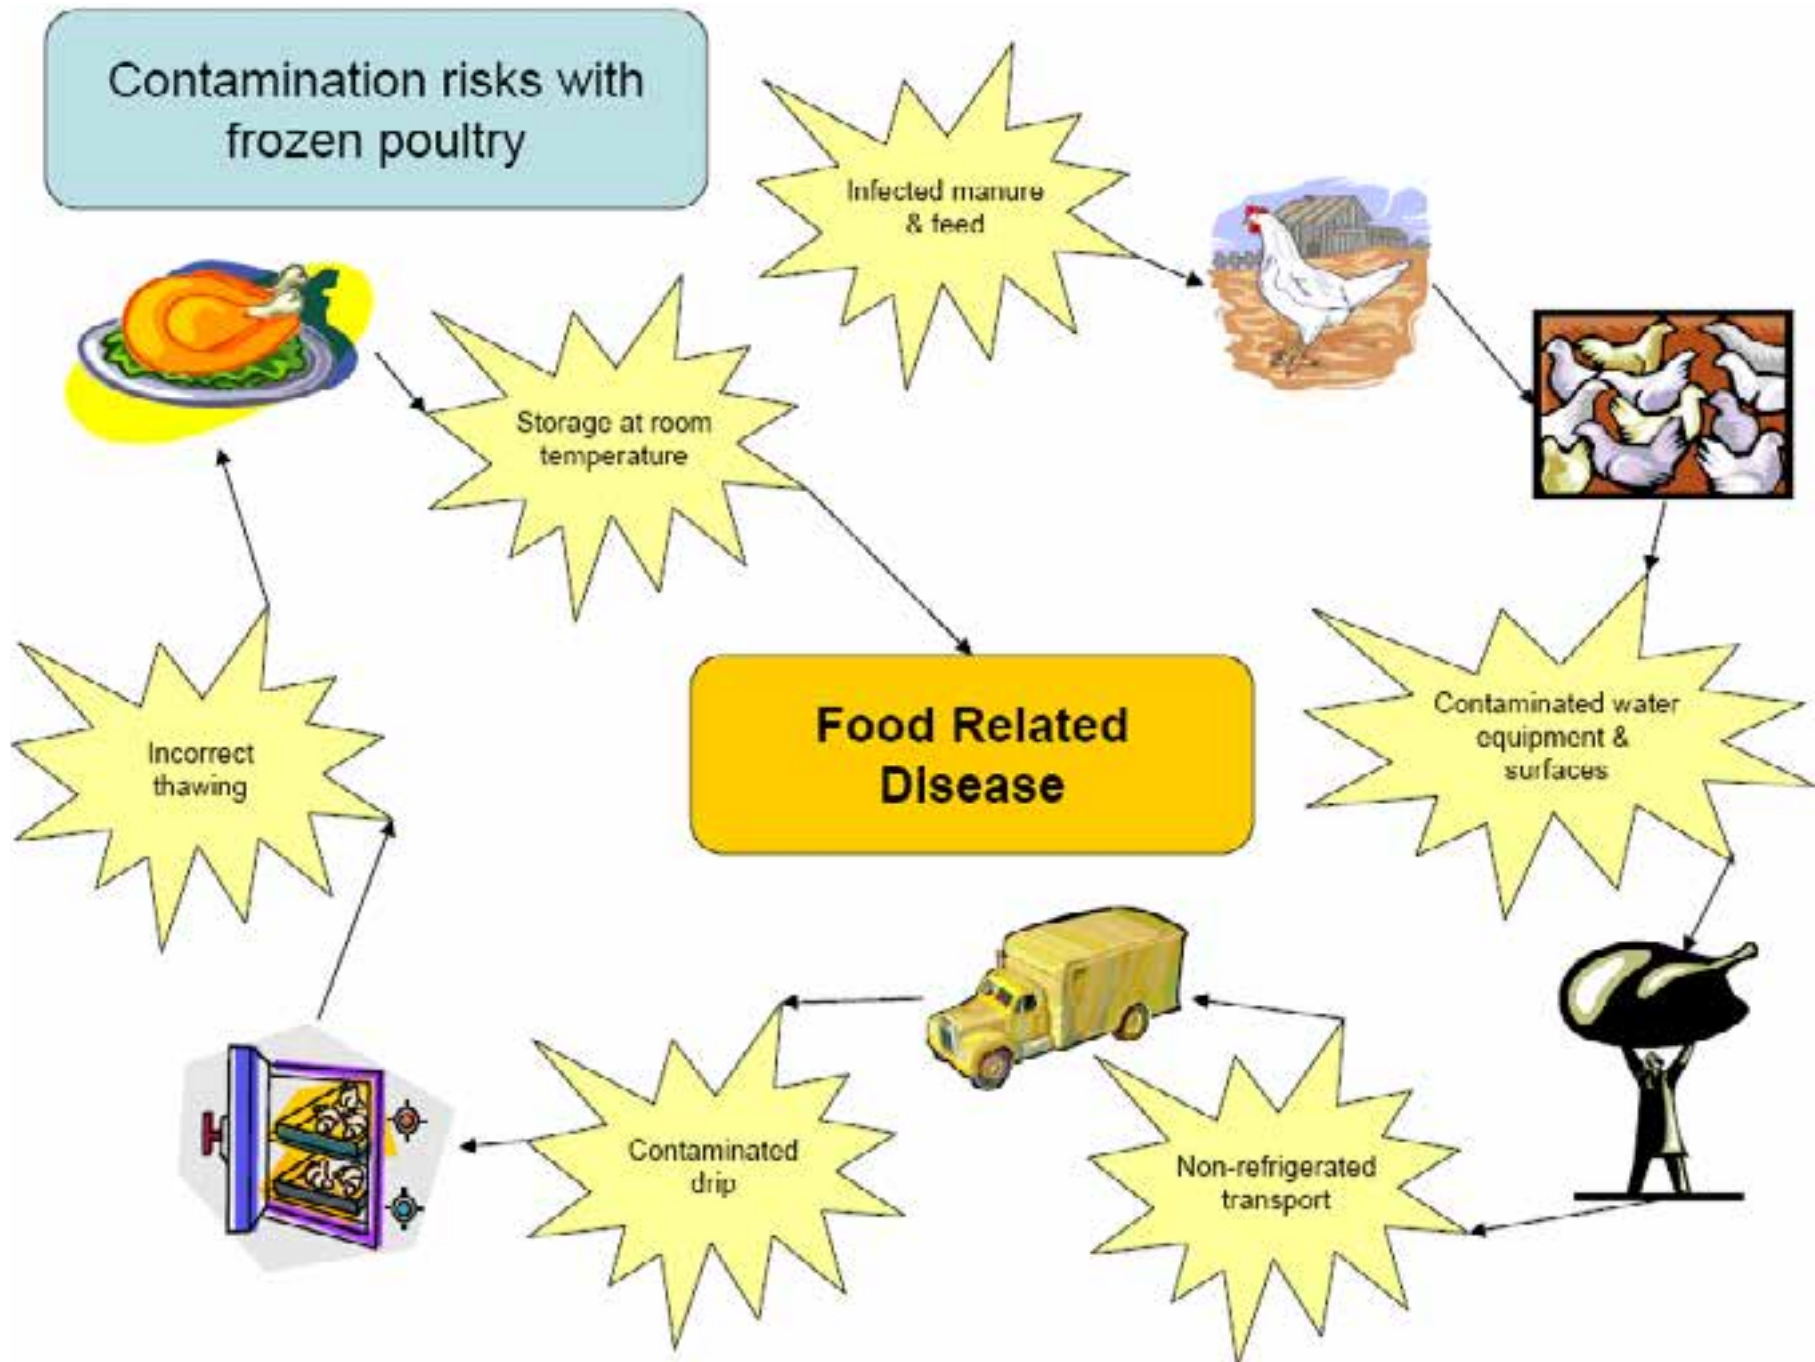 Contamination risks with
frozen poultry
Infected manure
& feed
Storage at room
temperature
Contaminated water
equipment &
surfaces
Food Related
Disease
Incorrect
thawing
Contaminated
drip
Non-refrigerated
transport